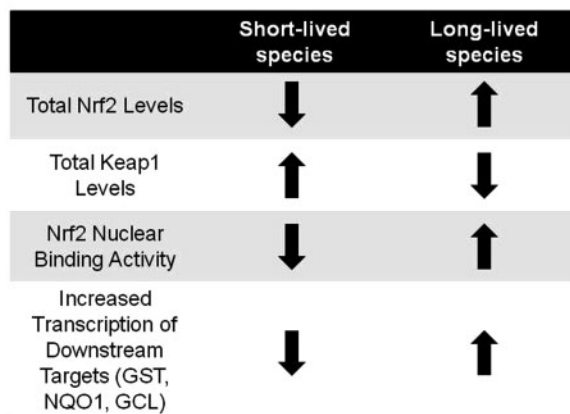 Short-lived species
Long-lived species
Total Nrf2 Levels
Total Keap1
Levels
Nrf2 Nuclear
Binding Activity
Increased
Transcription of
Downstream
Targets (GST,
NQO1, GCL)